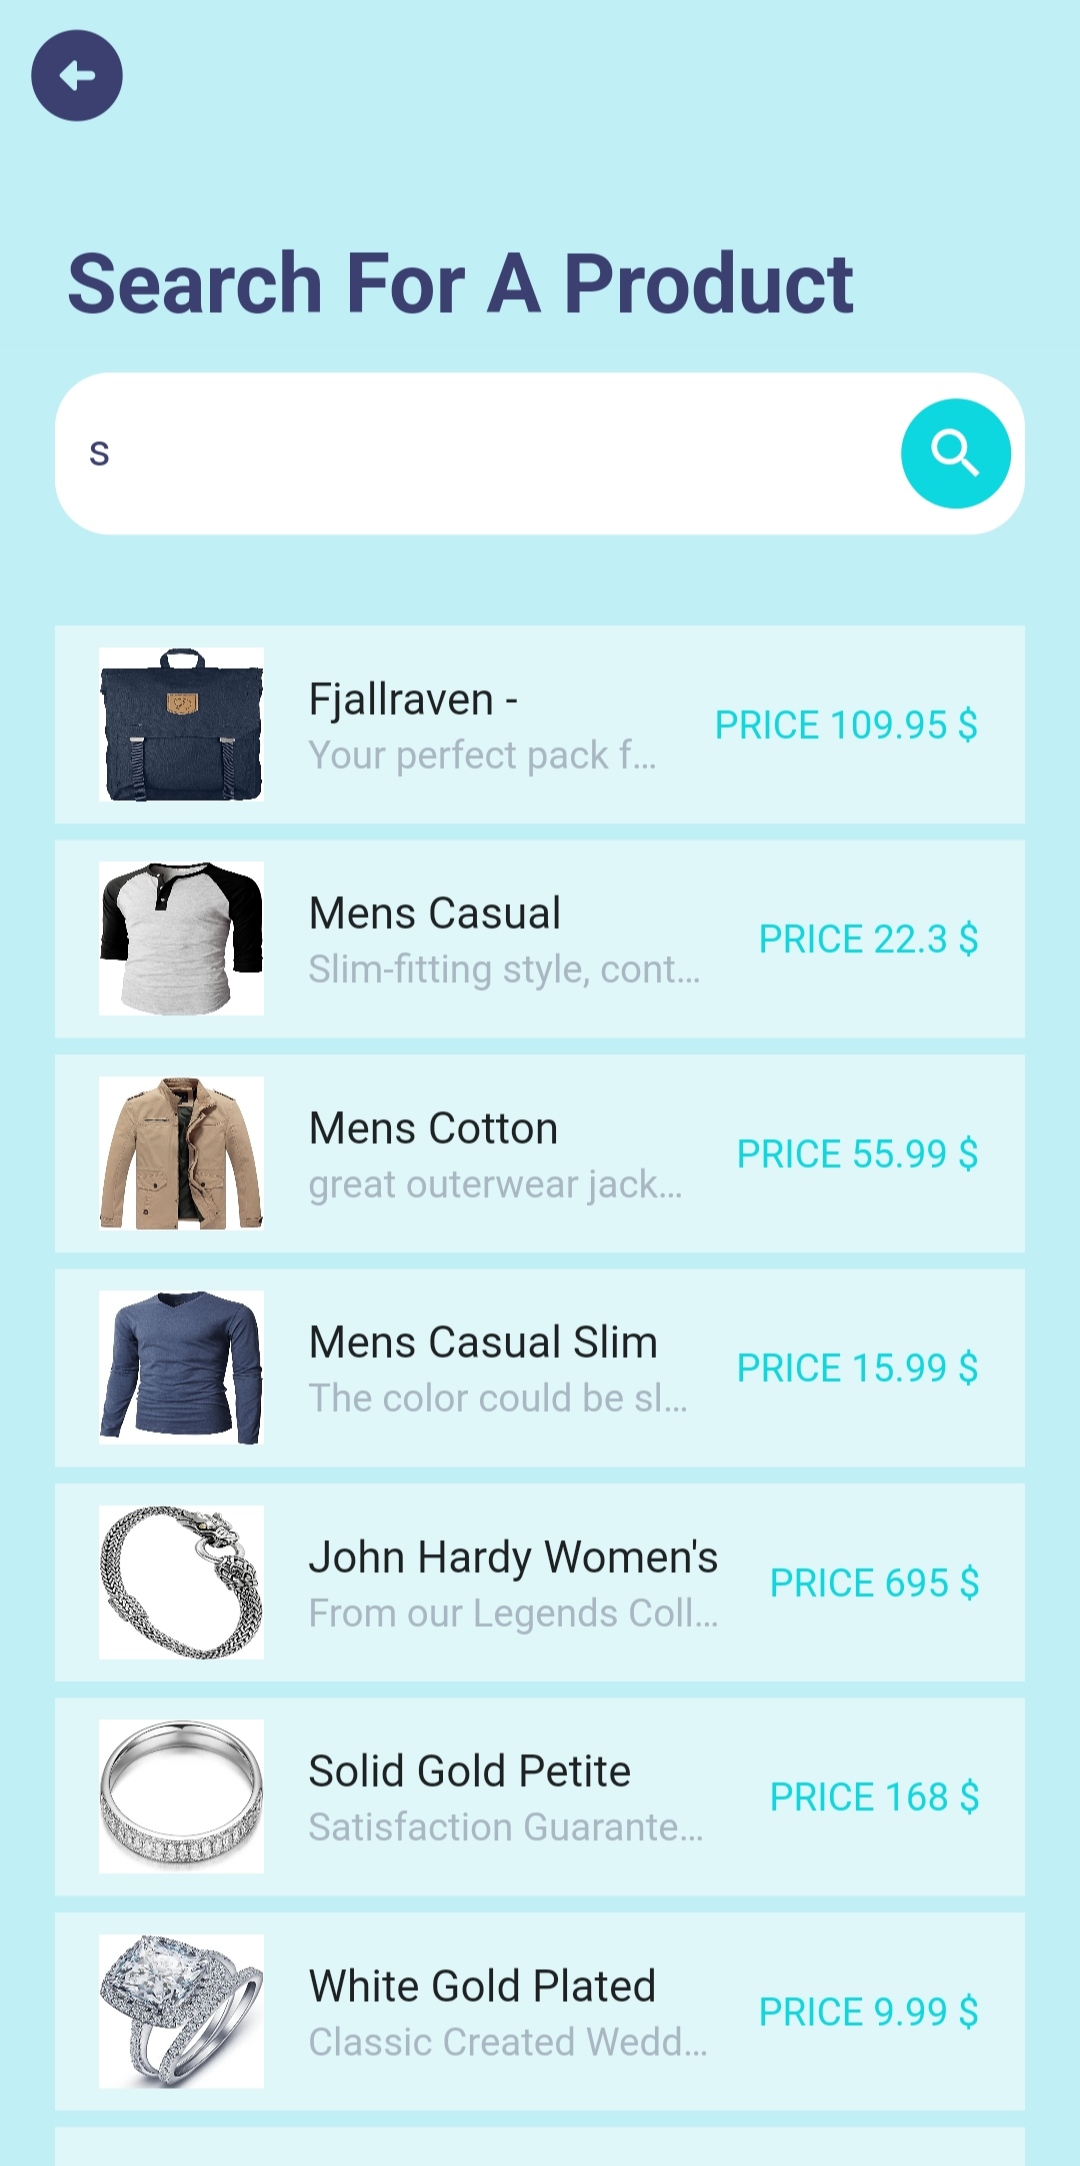 Search For A Product
s
Fjallraven -
Your perfect pack f...
PRICE 109.95 $
Mens Casual
Slim-fitting style, cont...
PRICE 22.3 $
Mens Cotton
great outerwear jack...
PRICE 55.99 $
Mens Casual Slim
The color could be sl...
PRICE 15.99 $
John Hardy Women's
From our Legends Coll...
PRICE 695 $
Solid Gold Petite
Satisfaction Guarante...
PRICE 168 $
White Gold Plated
Classic Created Wedd...
PRICE 9.99 $